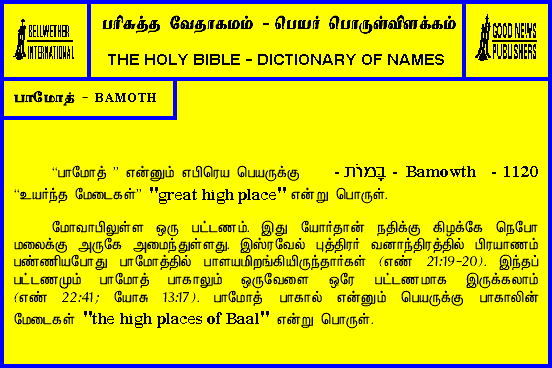 BELLWETHER
INTERNATIONAL
பரிசுத்த வேதாகமம் - பெயர் பொருள்விளக்கம்
THE HOLY BIBLE - DICTIONARY OF NAMES
GOOD NEWS
PUBLISHERS
பாமோத் - BAMOTH
“பாமோத் ” என்னும் எபிரெய பெயருக்கு - בָּמוֹת - Bamowth - 1120
“உயர்ந்த மேடைகள்” "great high place" என்று பொருள்.
மோவாபிலுள்ள ஒரு பட்டணம். இது யோர்தான் நதிக்கு கிழக்கே நெபோ
மலைக்கு அருகே அமைந்துள்ளது. இஸ்ரவேல் புத்திரர் வனாந்திரத்தில் பிரயாணம்
பண்ணியபோது பாமோத்தில் பாளயமிறங்கியிருந்தார்கள் (எண் 21:19-20). இந்தப்
பட்டணமும் பாமோத் பாகாலும் ஒருவேளை ஒரே பட்டணமாக இருக்கலாம்
(எண் 22:41; யோசு 13:17). பாமோத் பாகால் என்னும் பெயருக்கு பாகாலின்
மேடைகள் "the high places of Baal" என்று பொருள்.